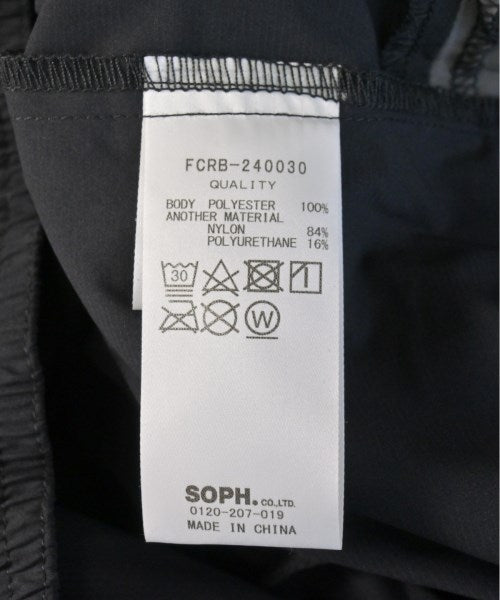 FCRB-240030
QUALITY
BODY POLYESTER 100%
ANOTHER MATERIAL
NYLON 84%
POLYURETHANE 16%
30
W
SOPH. CO.,LTD.
0120-207-019
MADE IN CHINA